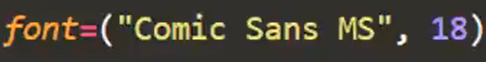 font=("Comic Sans MS", 18)